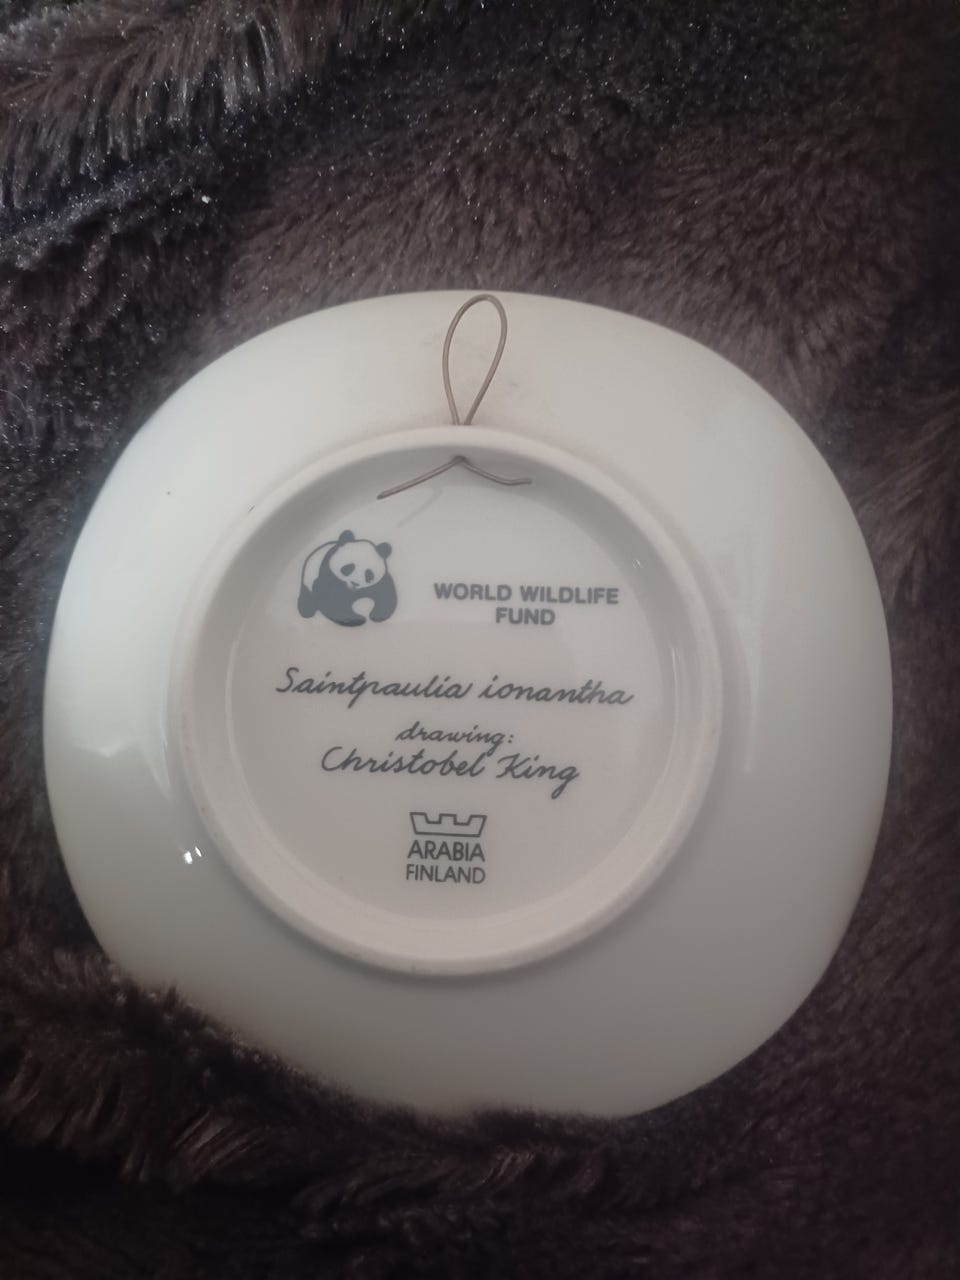 WORLD WILDLIFE
FUND
Saintpaulia ionantha
drawing:
Christobel King
ARABIA
FINLAND